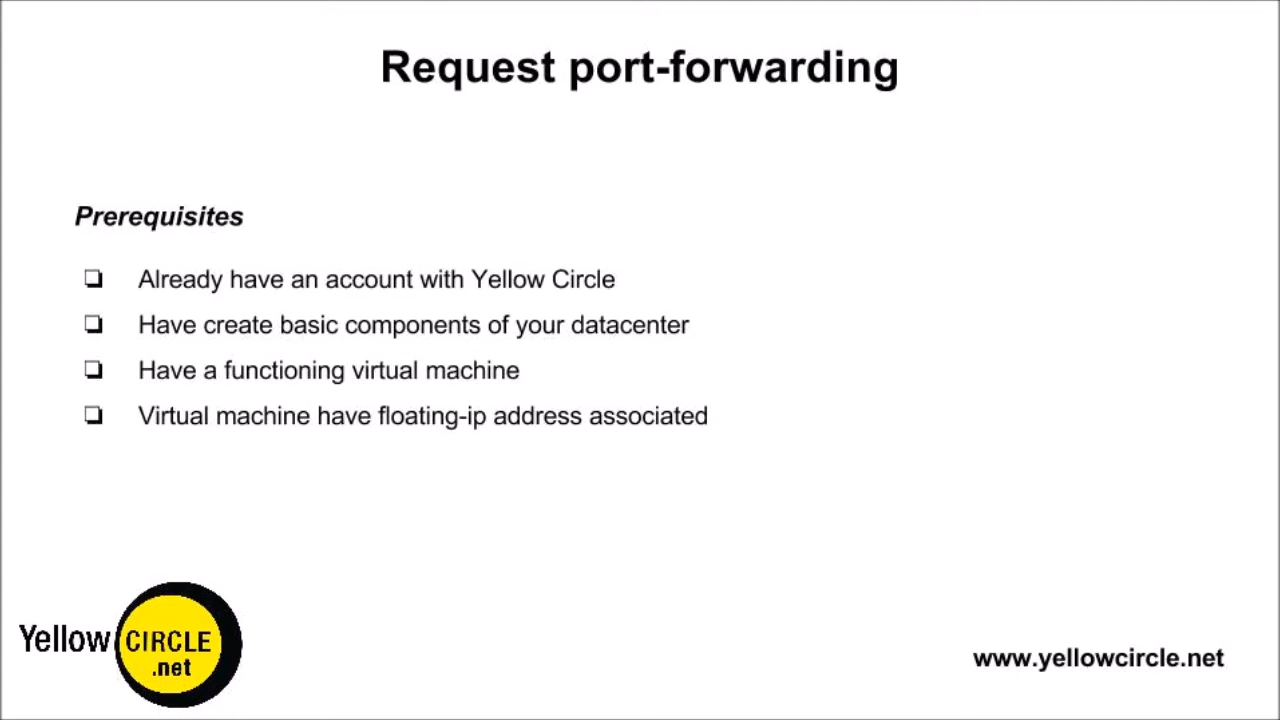 Request port-forwarding
Prerequisites
❏ Already have an account with Yellow Circle
❏ Have create basic components of your datacenter
❏ Have a functioning virtual machine
❏ Virtual machine have floating-ip address associated
Yellow CIRCLE
.net
www.yellowcircle.net